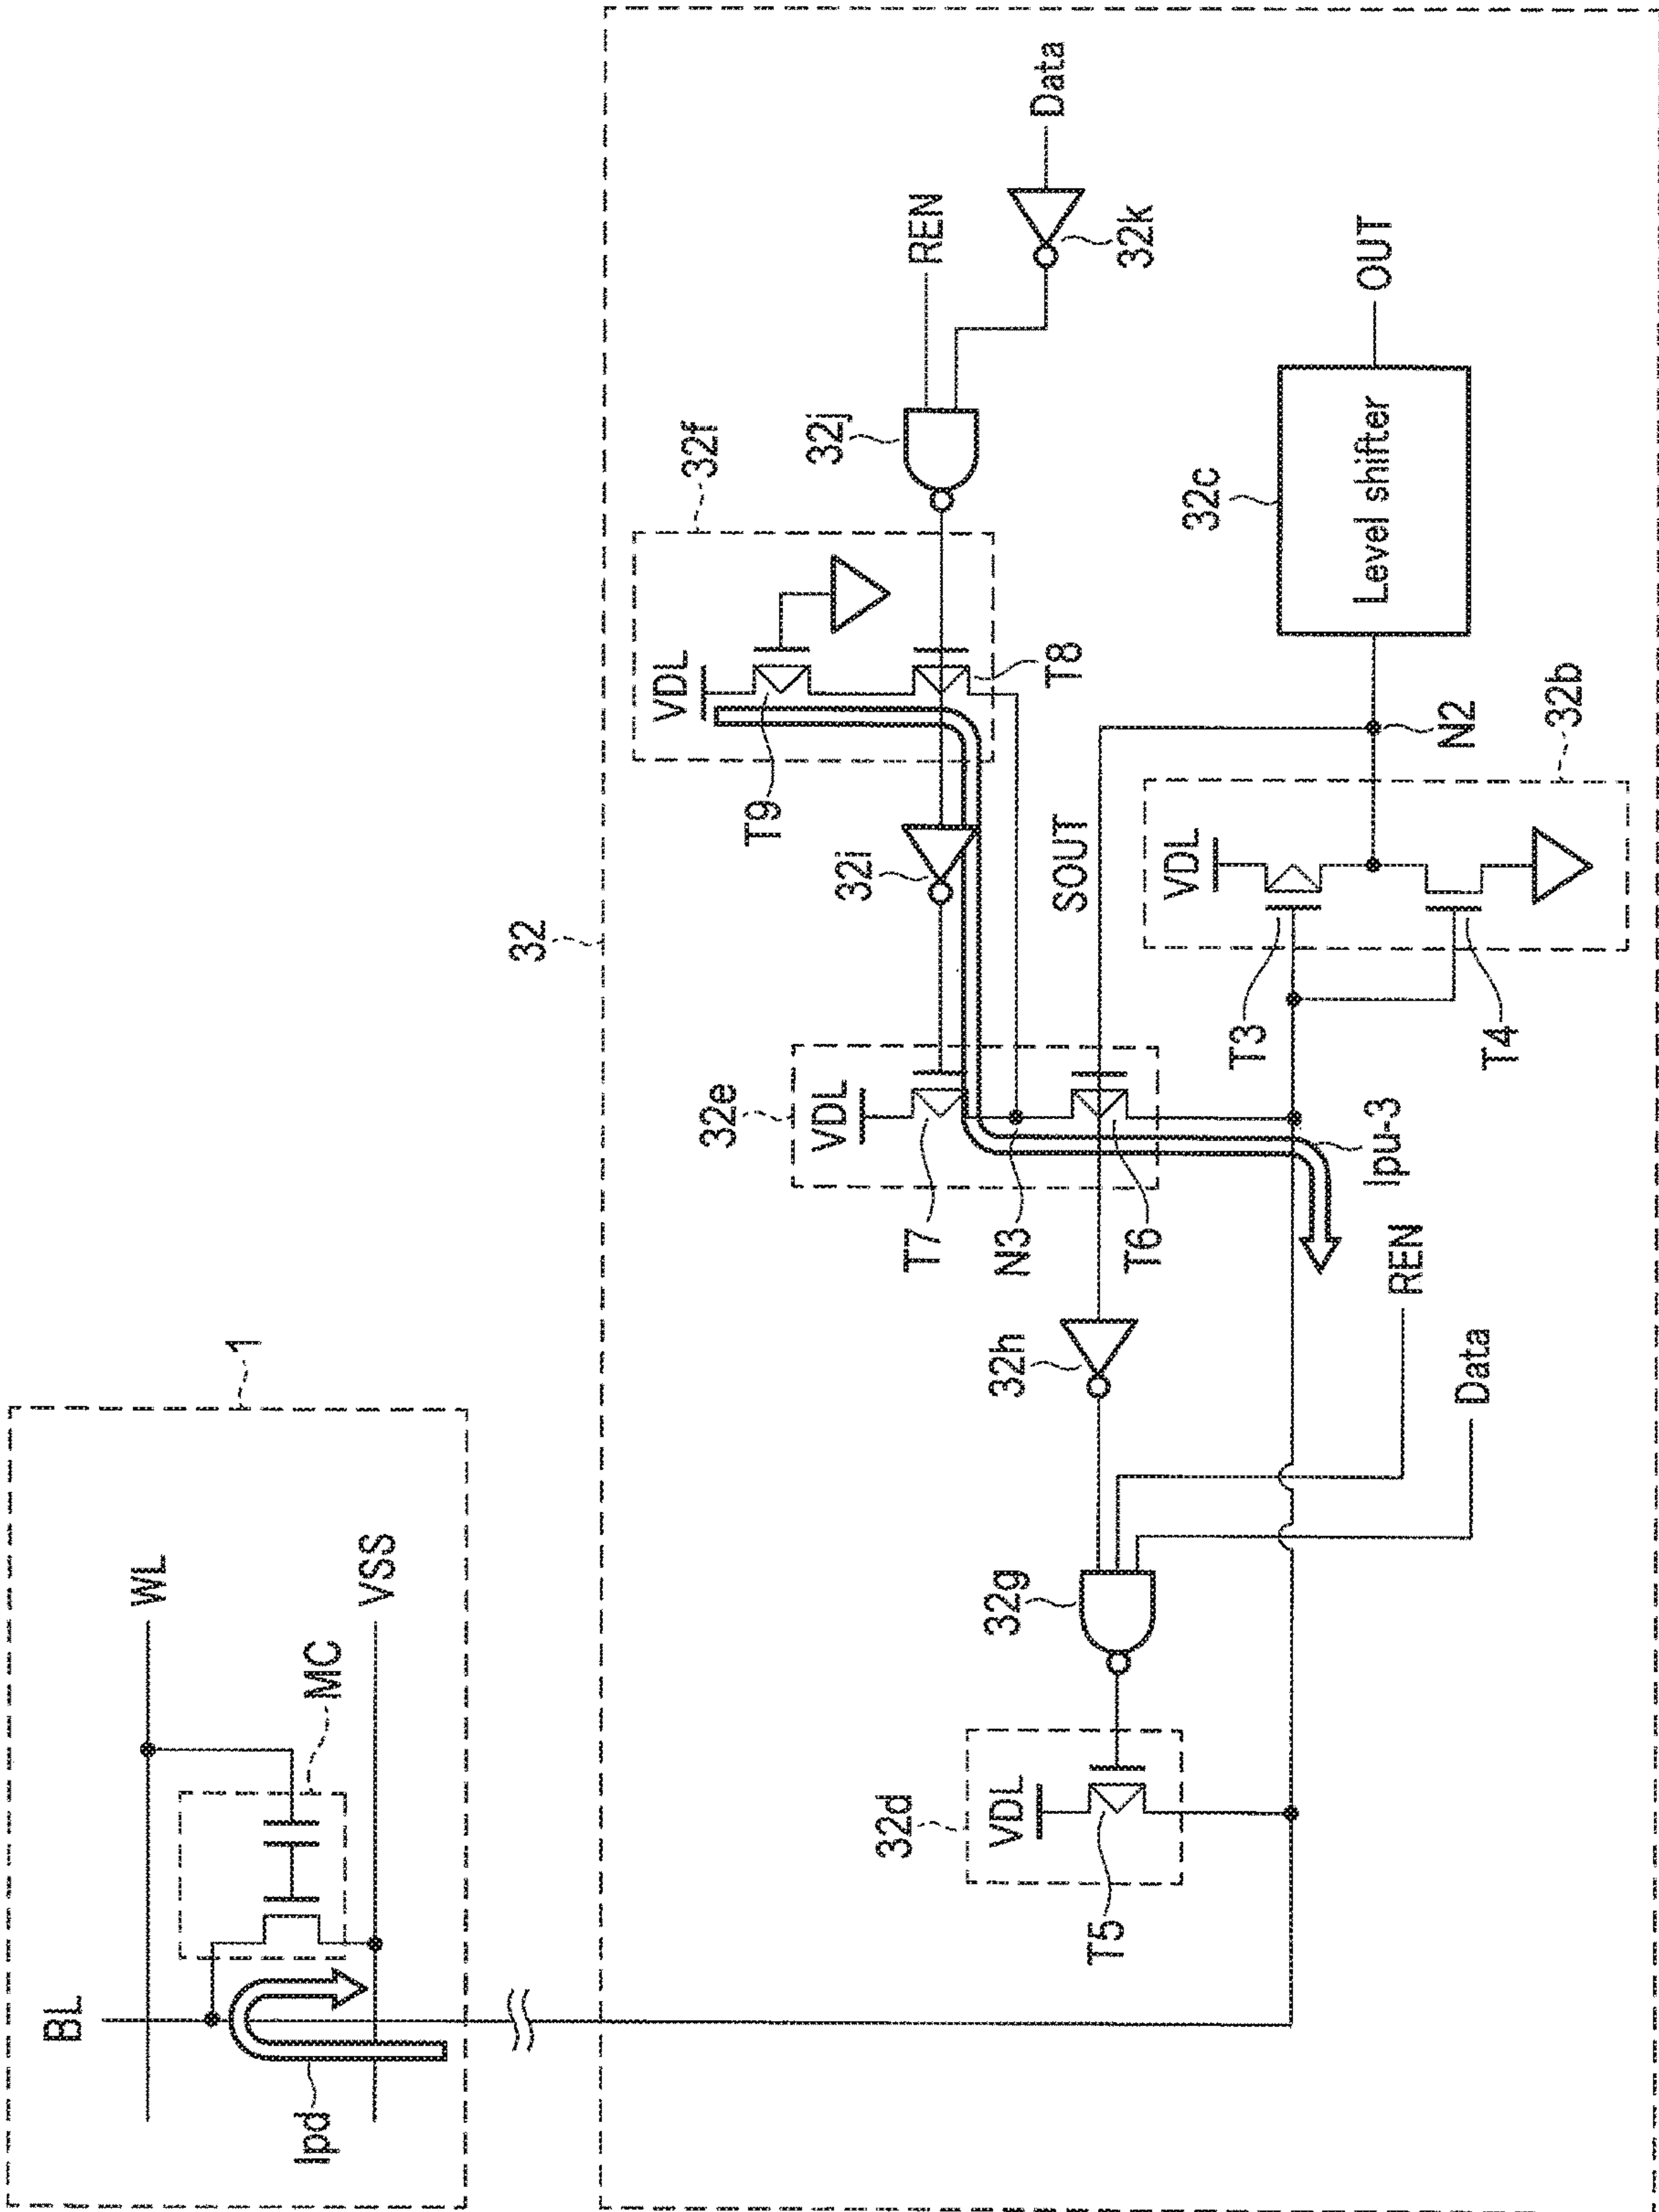 1
BL
WL
MC
VSS
Ipd
32
32f
VDL
T9
T8
32j
REN
Data
32k
32i
32e
VDL
T7
N3
T6
SOUT
32h
32g
32d
VDL
T5
REN
Data
Ipu-3
32c
Level shifter
OUT
N2
32b
VDL
T3
T4